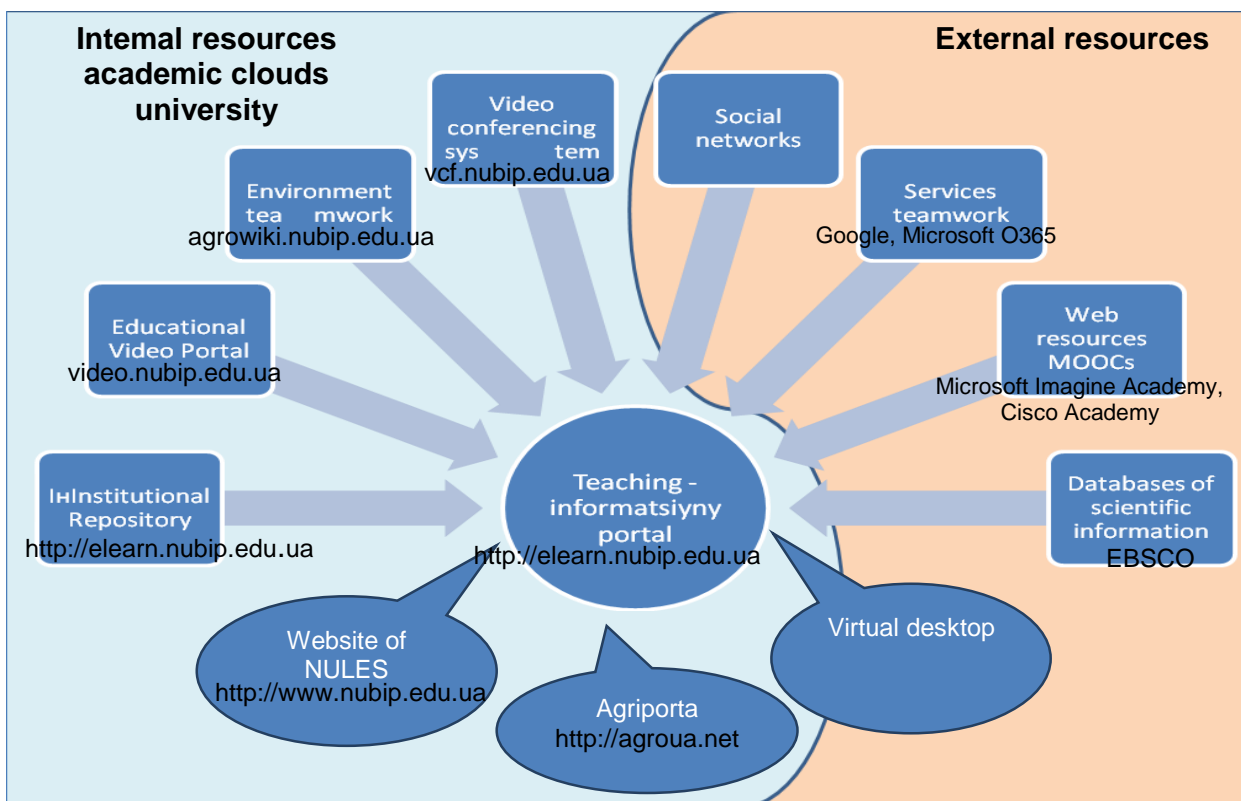 Intemal resources
academic clouds
university
External resources
Video
conferencing
sys tem
vcf.nubip.edu.ua
Social
networks
Environment
tea mwork
agrowiki.nubip.edu.ua
Services
teamwork
Google, Microsoft O365
Educational
Video Portal
video.nubip.edu.ua
Web
resources
MOOCs
Microsoft Imagine Academy,
Cisco Academy
ІнInstitutional
Repository
http://elearn.nubip.edu.ua
Teaching -
informatsiyny
portal
http://elearn.nubip.edu.ua
Databases of
scientific
information
EBSCO
Website of
NULES
http://www.nubip.edu.ua
Agriporta
http://agroua.net
Virtual desktop